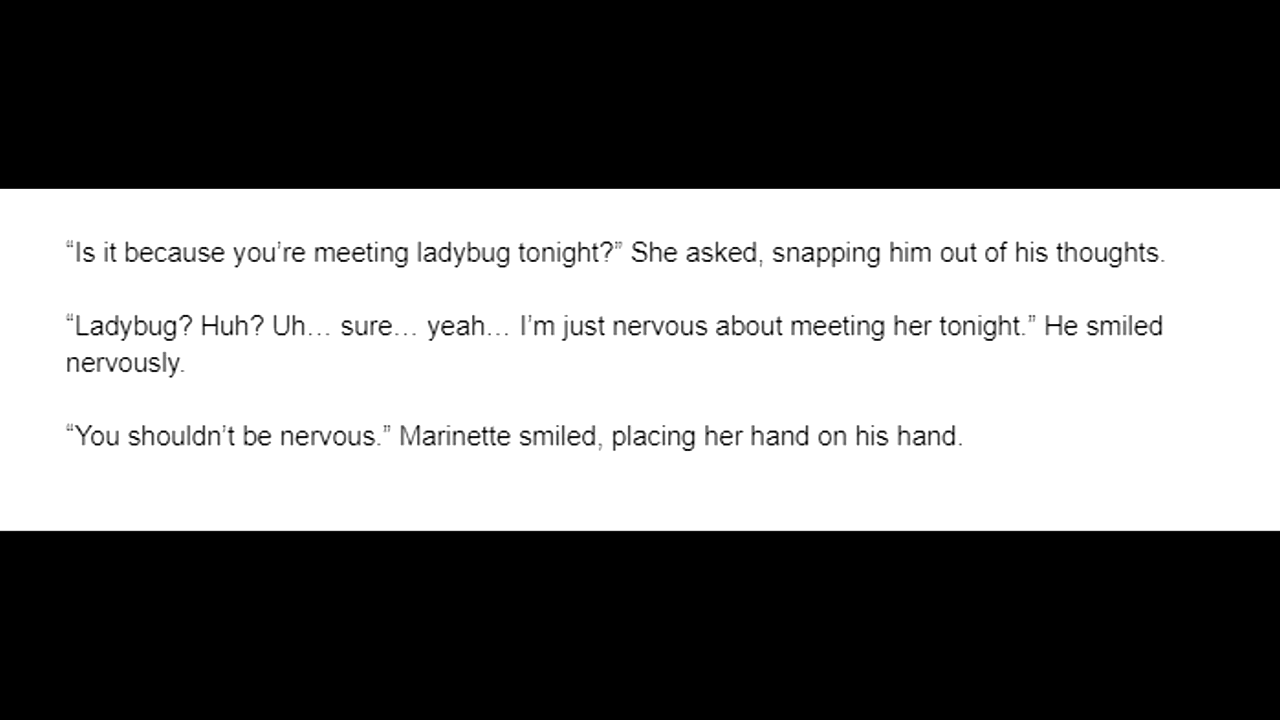 “Is it because you’re meeting ladybug tonight?” She asked, snapping him out of his thoughts.
“Ladybug? Huh? Uh… sure… yeah… I’m just nervous about meeting her tonight.” He smiled
nervously.
“You shouldn’t be nervous.” Marinette smiled, placing her hand on his hand.